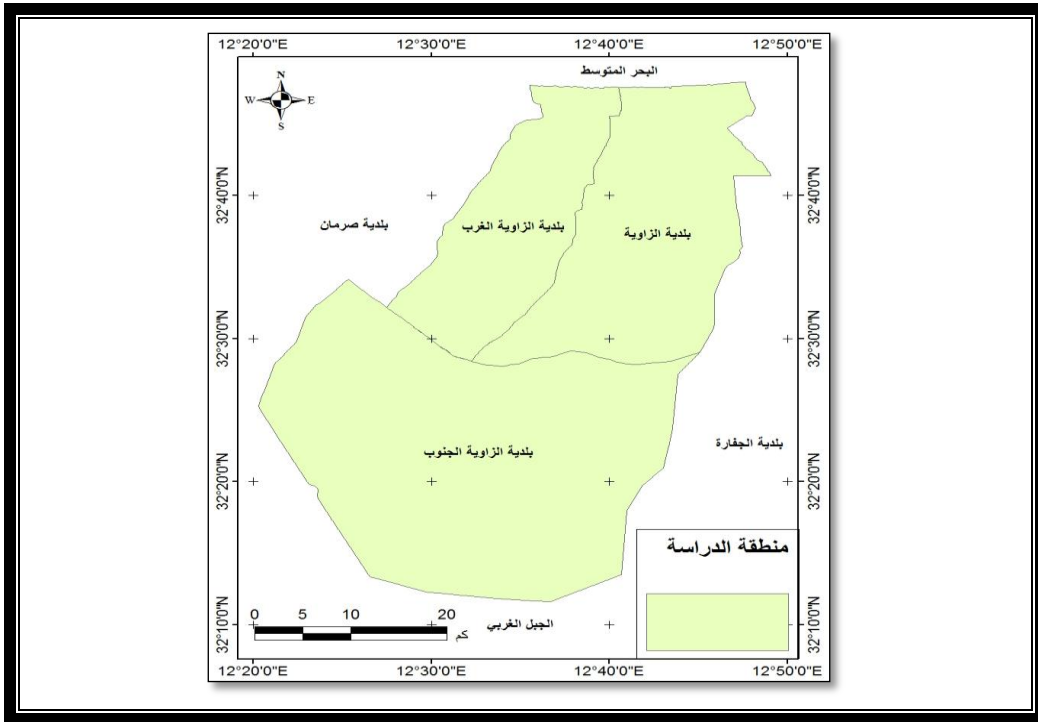 12°20'0"E 12°30'0"E 12°40'0"E 12°50'0"E
البحر المتوسط
N
W E
S
32°40'0"N 32°40'0"N
بلدية صرمان
بلدية الزاوية الغرب
بلدية الزاوية
32°30'0"N 32°30'0"N
بلدية الجفارة
بلدية الزاوية الجنوب
32°20'0"N 32°20'0"N
منطقة الدراسة
0 5 10 20
كم
الجبل الغربي
32°10'0"N 32°10'0"N
12°20'0"E 12°30'0"E 12°40'0"E 12°50'0"E